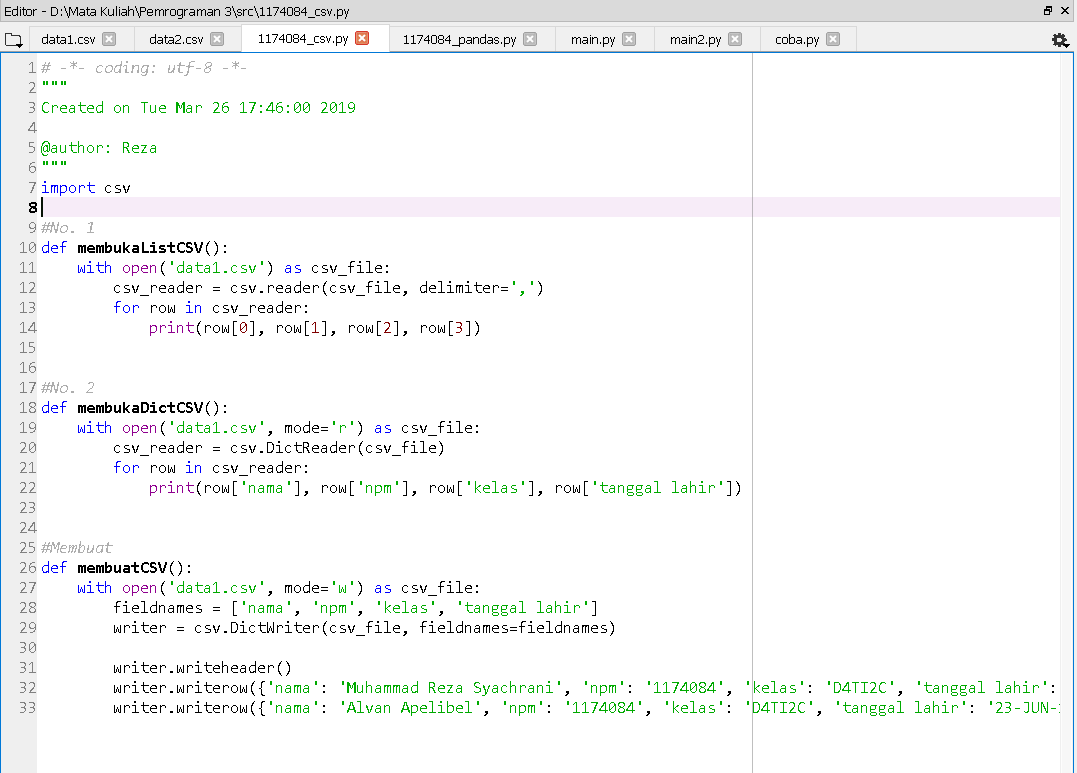 Editor - D:\Mata Kuliah\Pemrograman 3\src\1174084_csv.py
data1.csv data2.csv 1174084_csv.py 1174084_pandas.py main.py main2.py coba.py
1 # -*- coding: utf-8 -*-
2 """
3 Created on Tue Mar 26 17:46:00 2019
4
5 @author: Reza
6 """
7 import csv
8
9 #No. 1
10 def membukaListCSV():
11     with open('data1.csv') as csv_file:
12         csv_reader = csv.reader(csv_file, delimiter=',')
13         for row in csv_reader:
14             print(row[0], row[1], row[2], row[3])
15
16
17 #No. 2
18 def membukaDictCSV():
19     with open('data1.csv', mode='r') as csv_file:
20         csv_reader = csv.DictReader(csv_file)
21         for row in csv_reader:
22             print(row['nama'], row['npm'], row['kelas'], row['tanggal lahir'])
23
24
25 #Membuat
26 def membuatCSV():
27     with open('data1.csv', mode='w') as csv_file:
28         fieldnames = ['nama', 'npm', 'kelas', 'tanggal lahir']
29         writer = csv.DictWriter(csv_file, fieldnames=fieldnames)
30
31         writer.writeheader()
32         writer.writerow({'nama': 'Muhammad Reza Syachrani', 'npm': '1174084', 'kelas': 'D4TI2C', 'tanggal lahir':
33         writer.writerow({'nama': 'Alvan Apelibel', 'npm': '1174084', 'kelas': 'D4TI2C', 'tanggal lahir': '23-JUN-